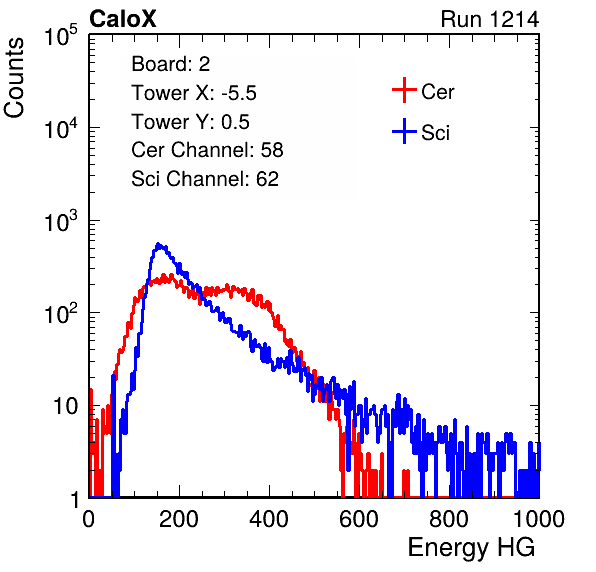 CaloX Run 1214
Counts
10^5
10^4
10^3
10^2
10
1
Board: 2
Tower X: -5.5
Tower Y: 0.5
Cer Channel: 58
Sci Channel: 62
Cer
Sci
0 200 400 600 800 1000
Energy HG